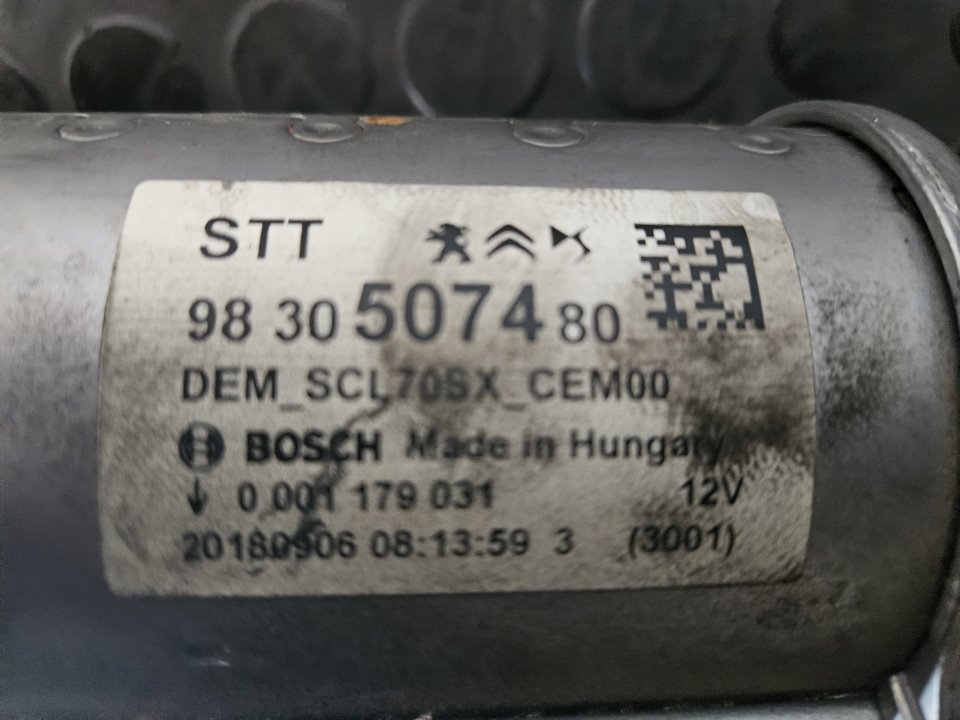 STT
98 30 5074 80
DEM_SCL70SX_CEM00
BOSCH Made in Hungary
0 001 179 031 12V
20180906 08:13:59 3 (3001)